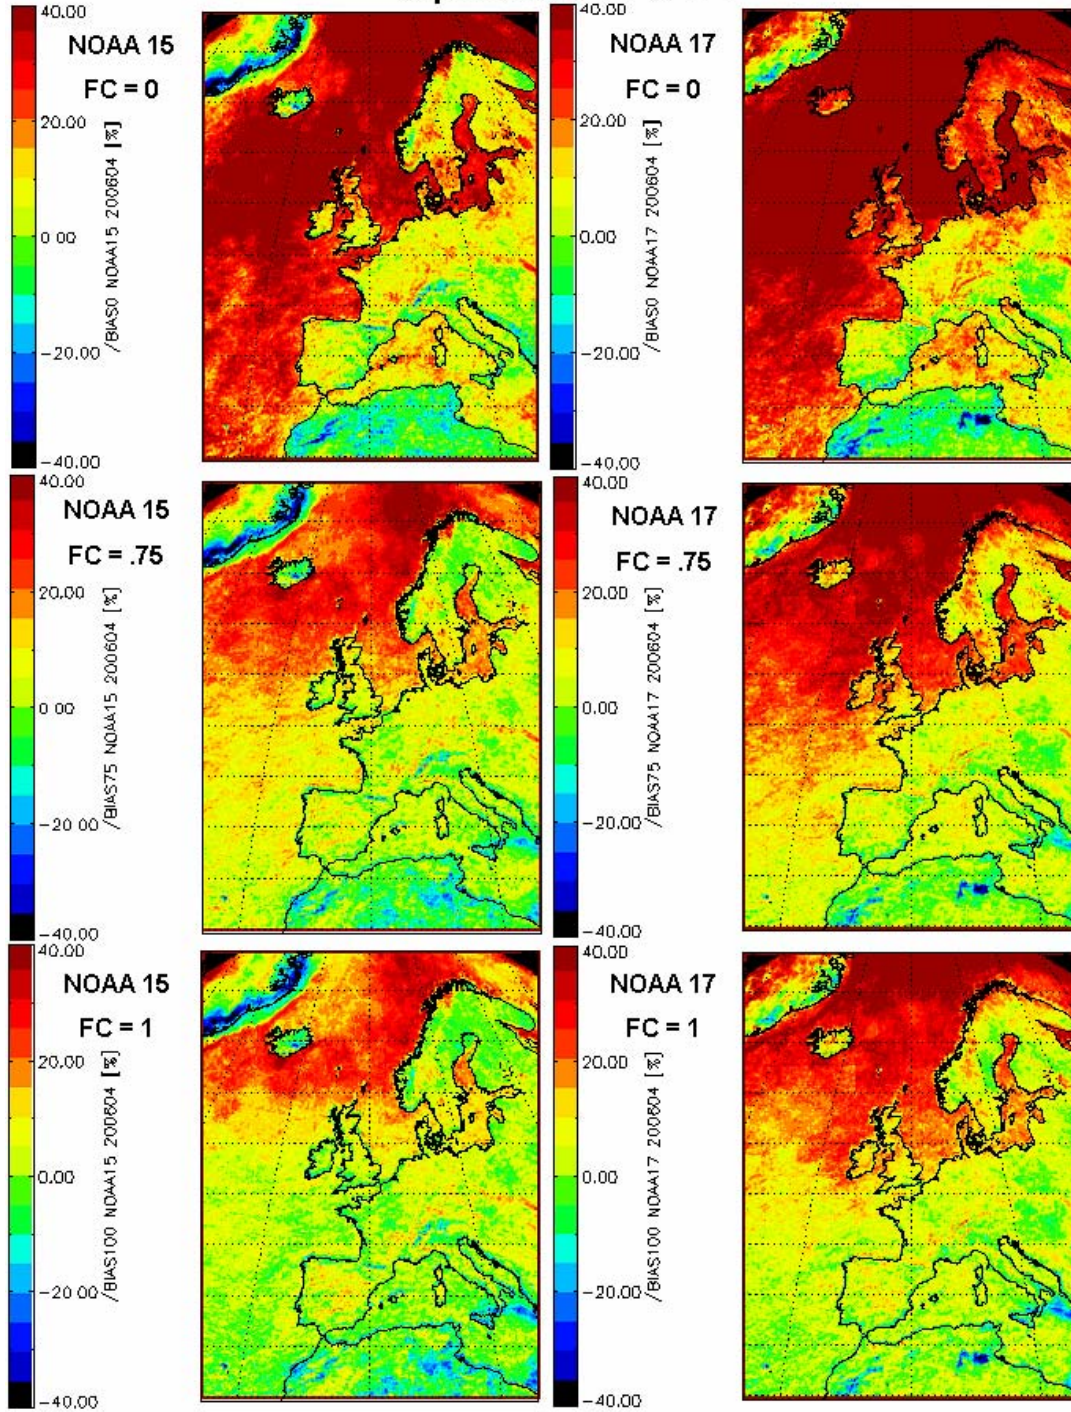 40.00
NOAA 15
FC = 0
20.00
0 00
-20.00
-40.00
/BIAS0 NOAA15 200604 [%]
40.00
NOAA 17
FC = 0
20.00
0.00
-20.00
-40.00
/BIAS0 NOAA17 200604 [%]
40.00
NOAA 15
FC = .75
20.00
0 00
-20 00
-40.00
/BIAS75 NOAA15 200604 [%]
40.00
NOAA 17
FC = .75
20.00
0 00
-20.00
-40.00
/BIAS75 NOAA17 200604 [%]
40.00
NOAA 15
FC = 1
20.00
0.00
-20 00
-40.00
/BIAS100 NOAA15 200604 [%]
40.00
NOAA 17
FC = 1
20.00
0.00
-20.00
-40.00
/BIAS100 NOAA17 200604 [%]